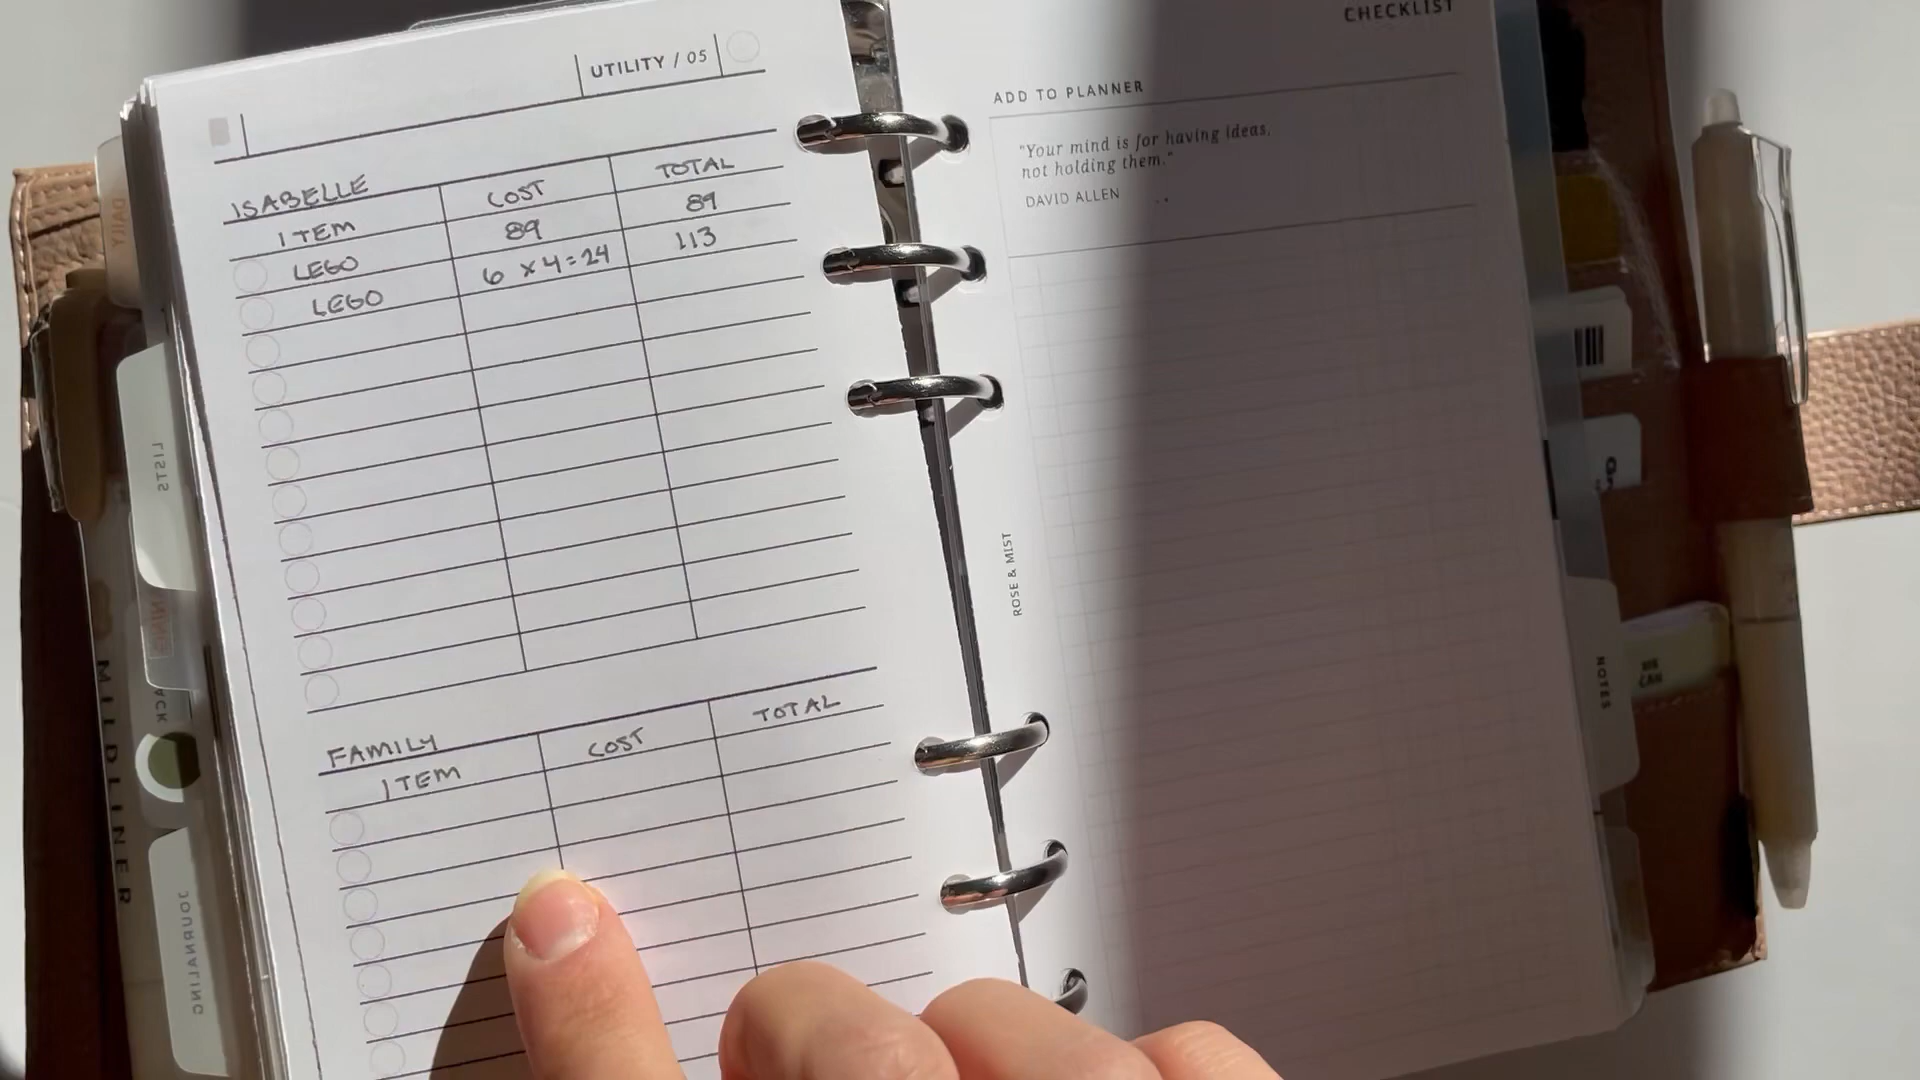 UTILITY / 05
ISABELLE
COST
TOTAL
ITEM
89
89
LEGO
6 x 4 = 24
113
LEGO
FAMILY
COST
TOTAL
ITEM
CHECKLIST
ADD TO PLANNER
"Your mind is for having ideas,
not holding them."
DAVID ALLEN
ROSE & MIST
DAILY
LISTS
MILDLINER
JOURNALING
NOTES